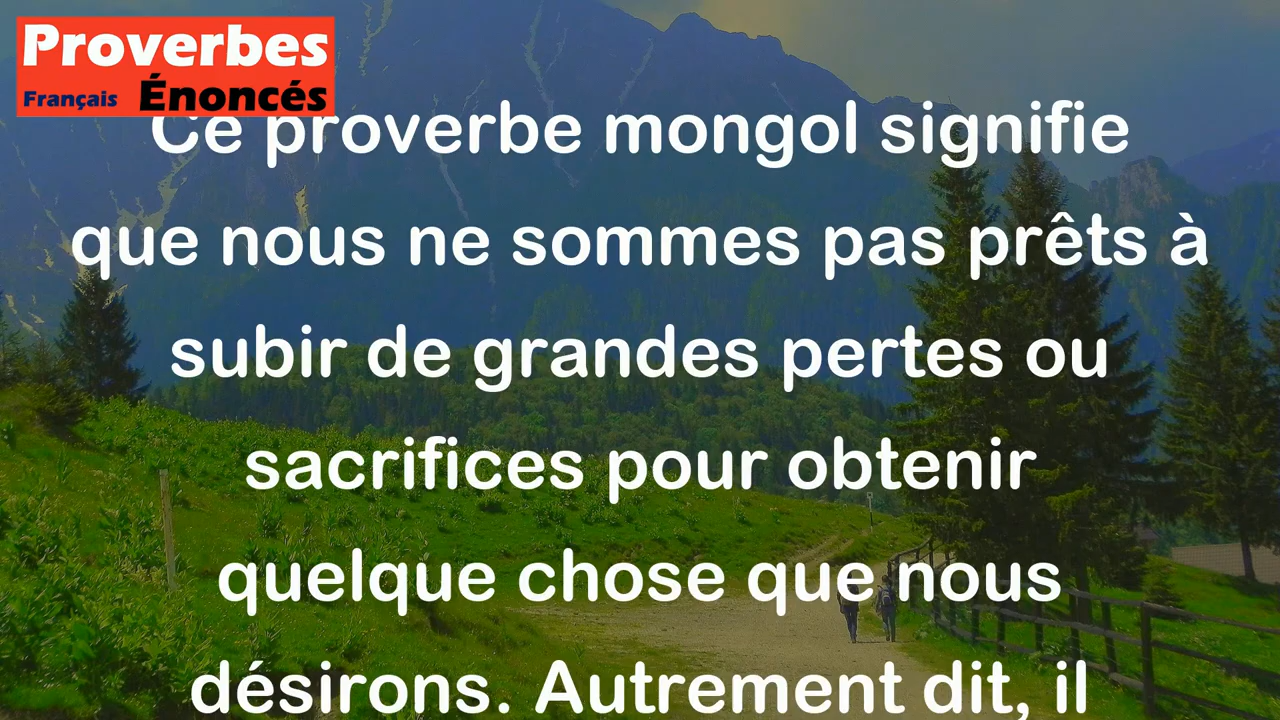 Proverbes
Français Énoncés
Ce proverbe mongol signifie
que nous ne sommes pas prêts à
subir de grandes pertes ou
sacrifices pour obtenir
quelque chose que nous
désirons. Autrement dit, il